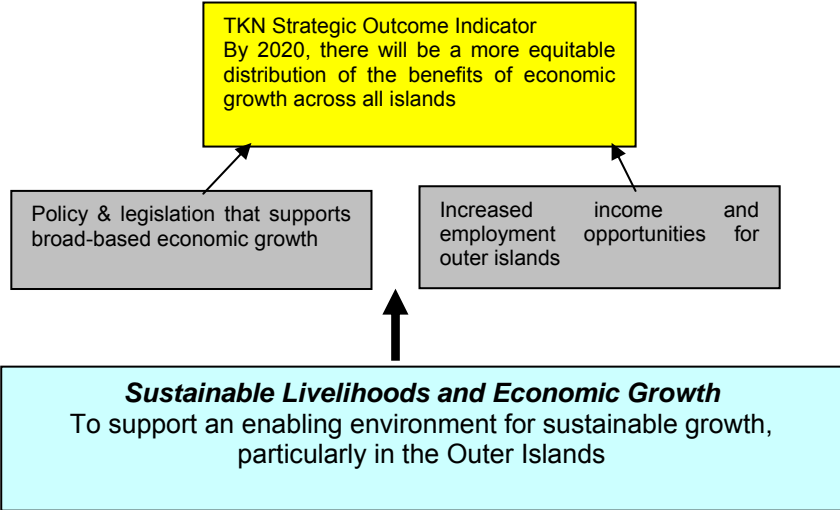 TKN Strategic Outcome Indicator
By 2020, there will be a more equitable
distribution of the benefits of economic
growth across all islands
Policy & legislation that supports
broad-based economic growth
Increased income and
employment opportunities for
outer islands
Sustainable Livelihoods and Economic Growth
To support an enabling environment for sustainable growth,
particularly in the Outer Islands